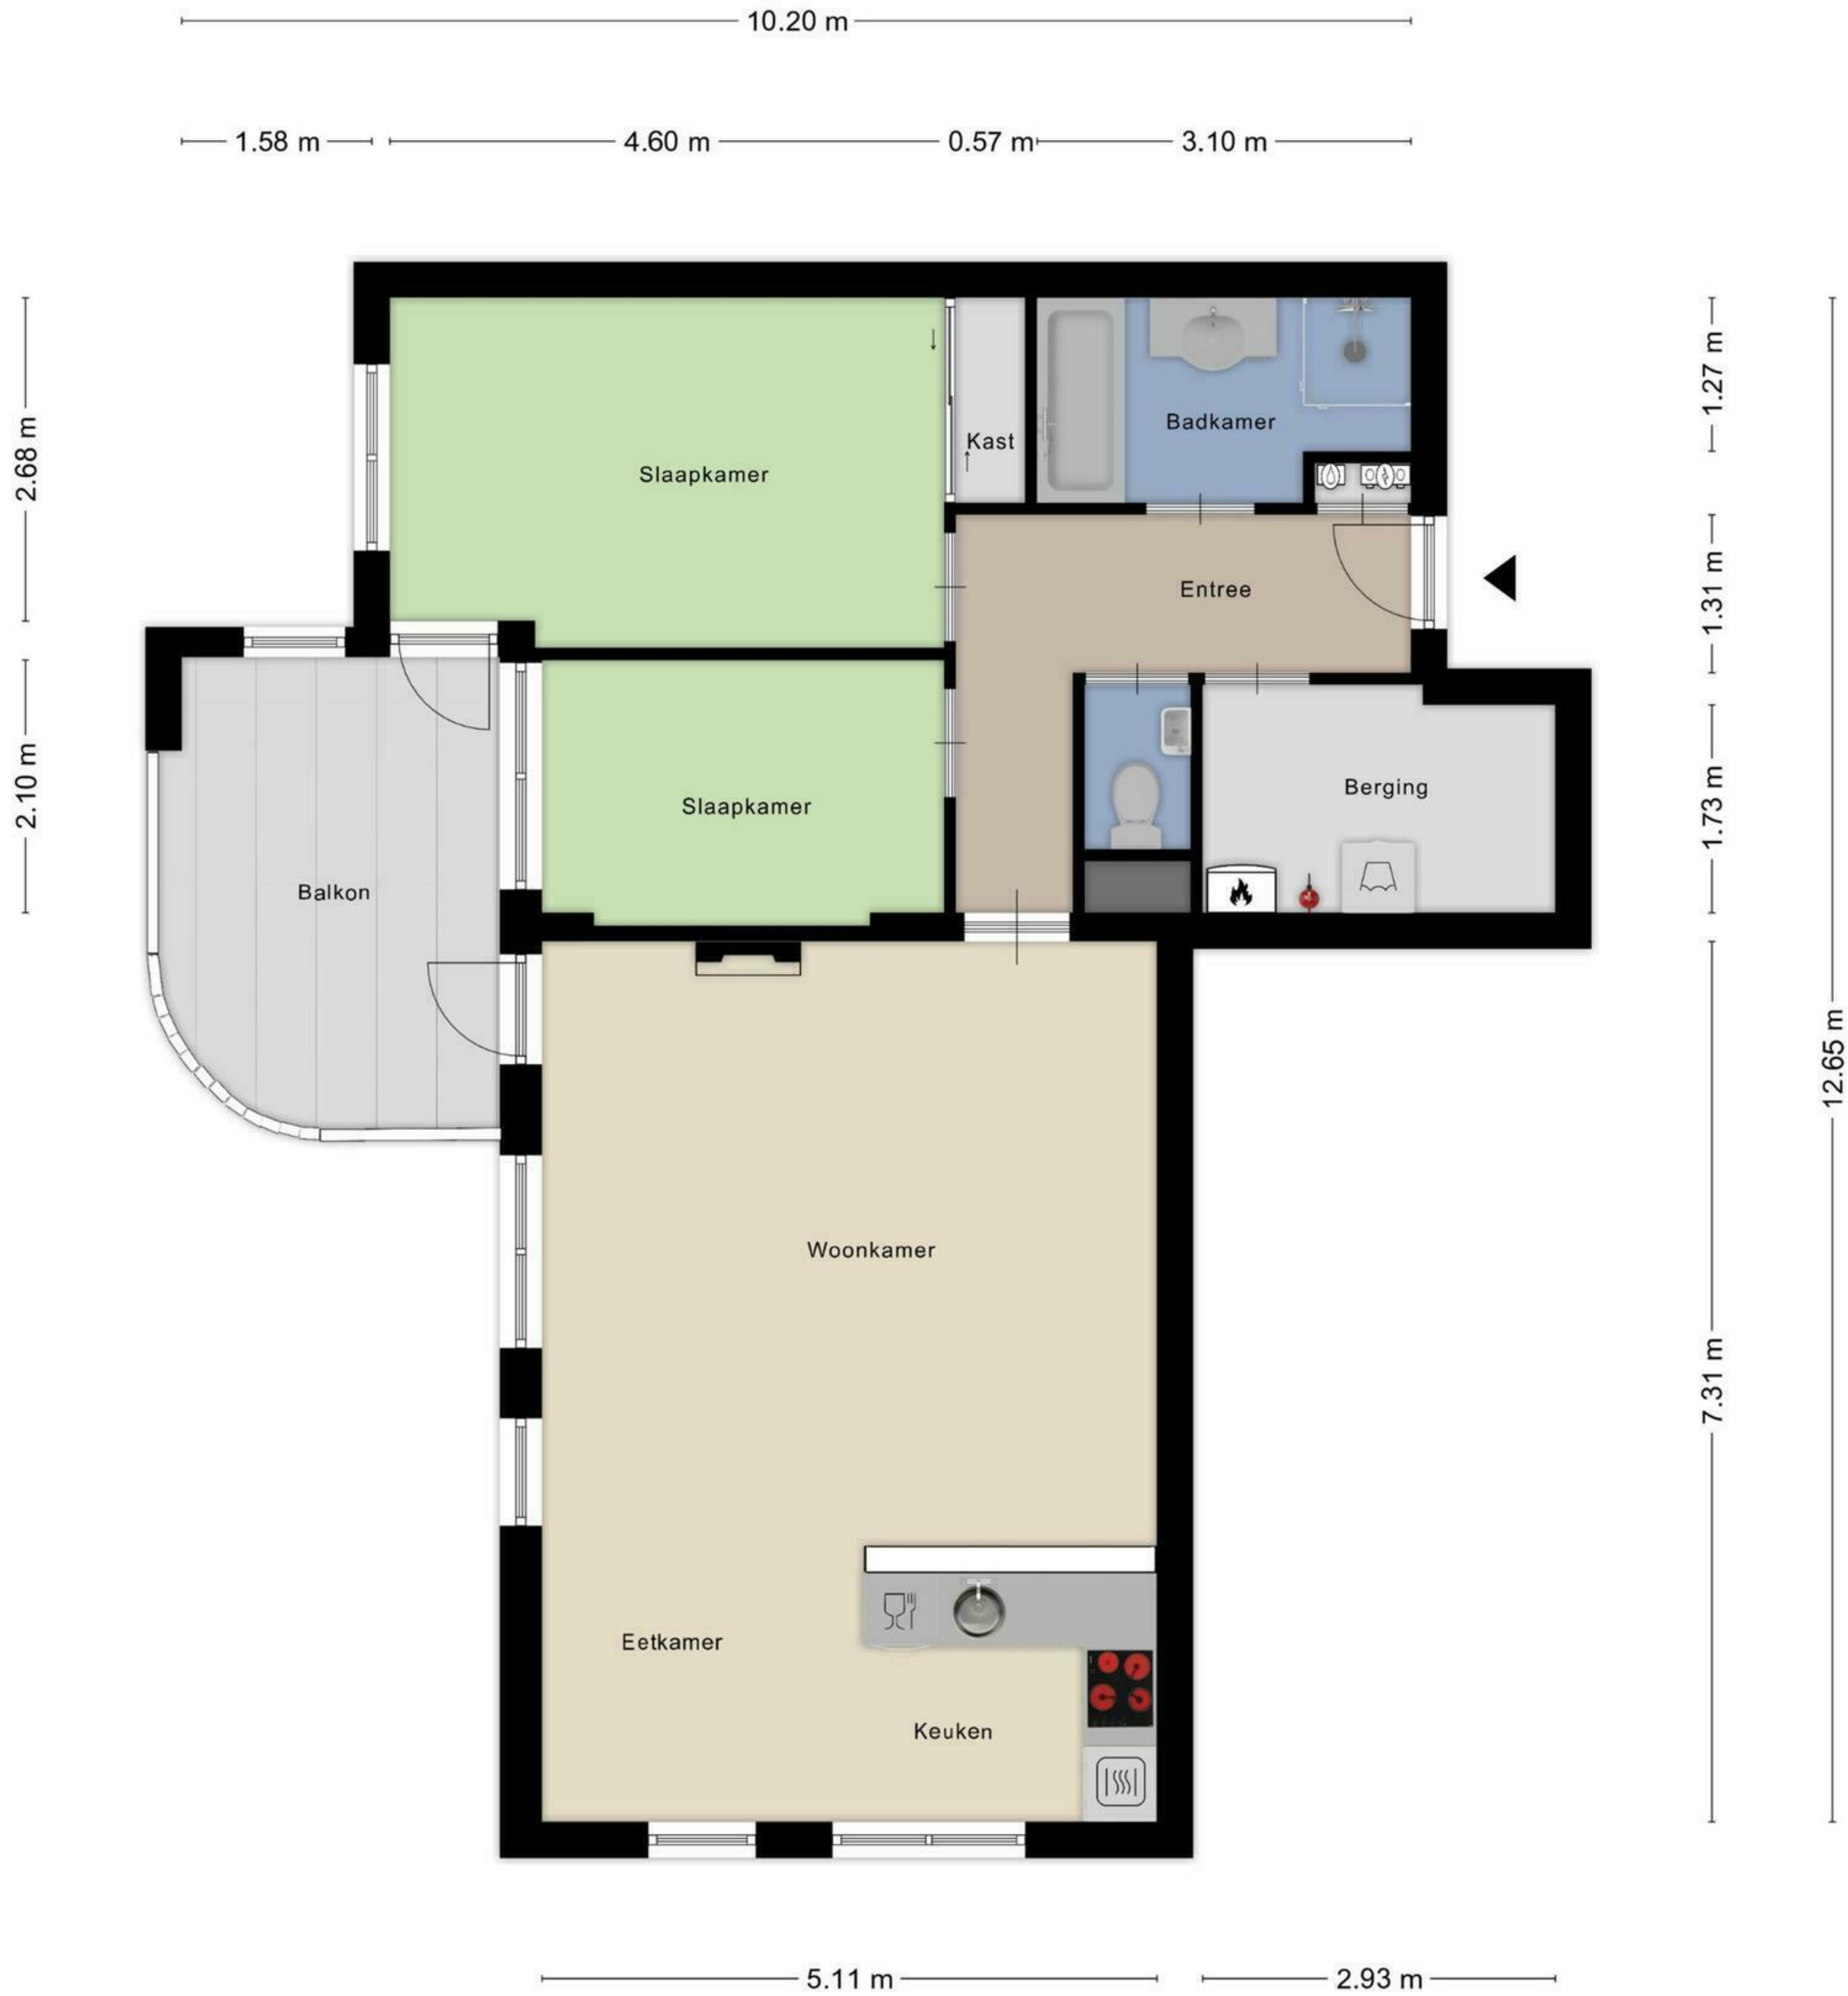 10.20 m
1.58 m
4.60 m
0.57 m
3.10 m
2.68 m
2.10 m
1.27 m
1.31 m
1.73 m
7.31 m
12.65 m
Slaapkamer
Kast
Badkamer
Entree
Slaapkamer
Berging
Balkon
Woonkamer
Eetkamer
Keuken
5.11 m
2.93 m